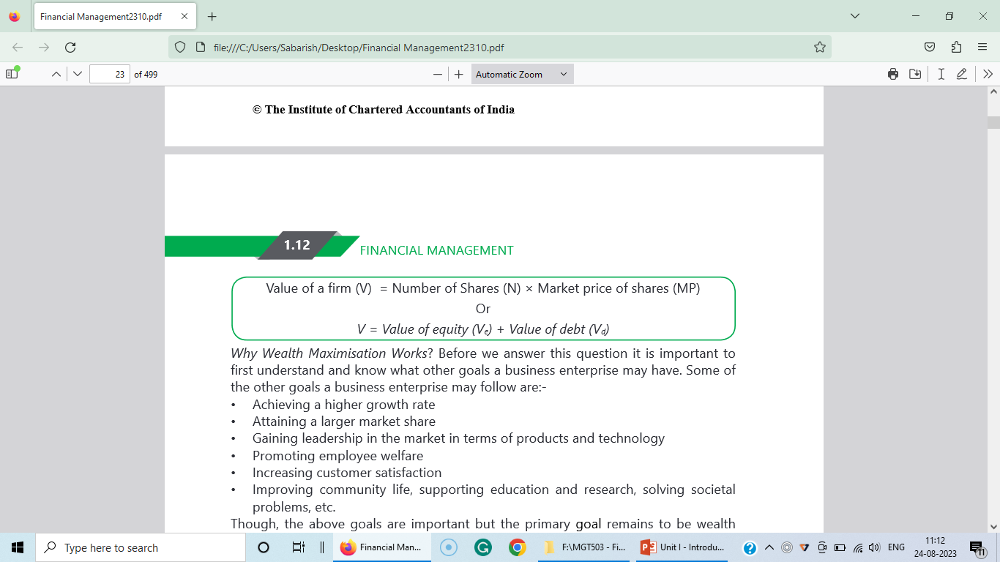 Financial Management2310.pdf
file:///C:/Users/Sabarish/Desktop/Financial Management2310.pdf
23 of 499
Automatic Zoom
© The Institute of Chartered Accountants of India
1.12
FINANCIAL MANAGEMENT
Value of a firm (V) = Number of Shares (N) × Market price of shares (MP)
Or
V = Value of equity (Vₑ) + Value of debt (V_d)
Why Wealth Maximisation Works? Before we answer this question it is important to
first understand and know what other goals a business enterprise may have. Some of
the other goals a business enterprise may follow are:-
• Achieving a higher growth rate
• Attaining a larger market share
• Gaining leadership in the market in terms of products and technology
• Promoting employee welfare
• Increasing customer satisfaction
• Improving community life, supporting education and research, solving societal
problems, etc.
Though, the above goals are important but the primary goal remains to be wealth
Type here to search
Financial Man...
F:\MGT503 - Fi...
Unit I - Introdu...
ENG
11:12
24-08-2023
11